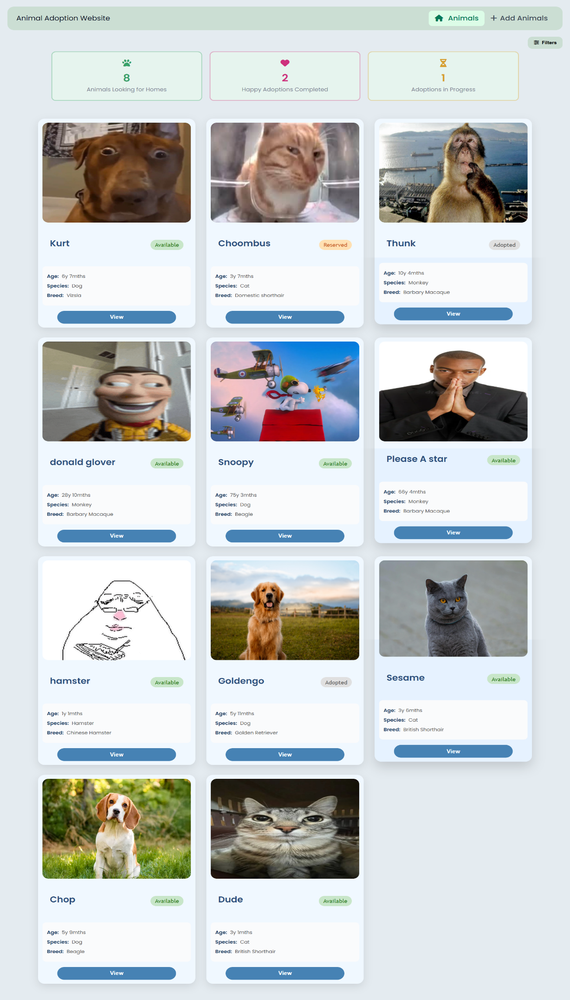 Animal Adoption Website
Animals
Add Animals
Filters
8
Animals Looking for Homes
2
Happy Adoptions Completed
1
Adoptions in Progress
Kurt
Available
Age: 6y 7mths
Species: Dog
Breed: Vizsla
View
Choombus
Reserved
Age: 3y 7mths
Species: Cat
Breed: Domestic shorthair
View
Thunk
Adopted
Age: 10y 4mths
Species: Monkey
Breed: Barbary Macaque
View
donald glover
Available
Age: 28y 10mths
Species: Monkey
Breed: Barbary Macaque
View
Snoopy
Available
Age: 75y 3mths
Species: Dog
Breed: Beagle
View
Please A star
Available
Age: 66y 4mths
Species: Monkey
Breed: Barbary Macaque
View
hamster
Available
Age: 1y 1mths
Species: Hamster
Breed: Chinese Hamster
View
Goldengo
Adopted
Age: 5y 11mths
Species: Dog
Breed: Golden Retriever
View
Sesame
Available
Age: 3y 6mths
Species: Cat
Breed: British Shorthair
View
Chop
Available
Age: 5y 9mths
Species: Dog
Breed: Beagle
View
Dude
Available
Age: 3y 1mths
Species: Cat
Breed: British Shorthair
View